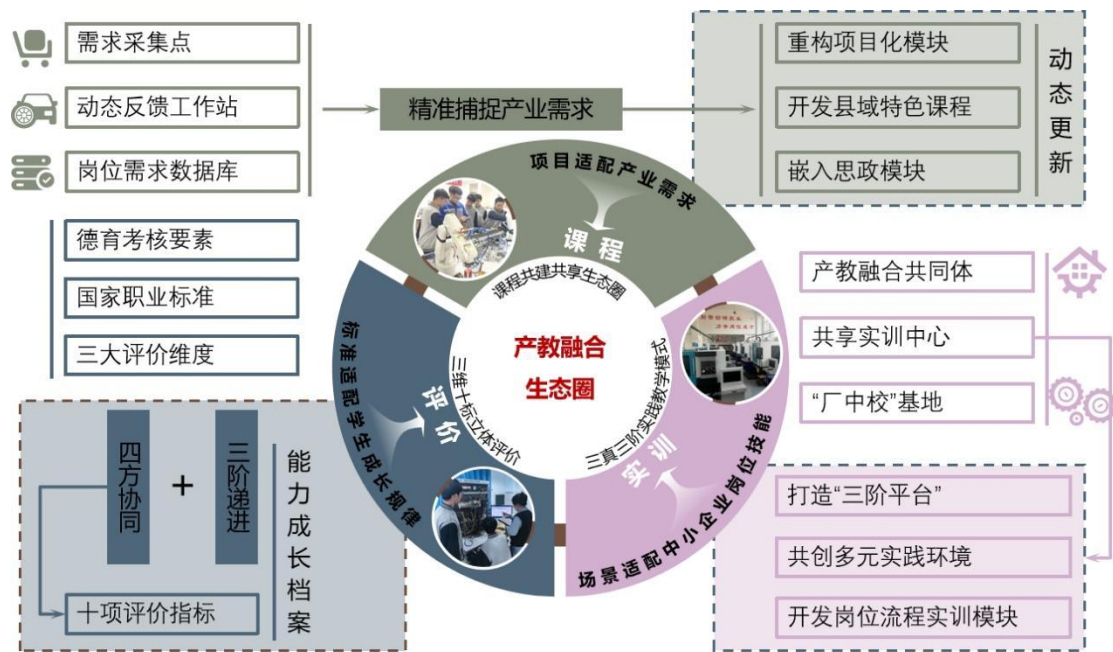 需求采集点
动态反馈工作站
岗位需求数据库
精准捕捉产业需求
重构项目化模块
开发县域特色课程
嵌入思政模块
动态更新
项目适配产业需求
课程
课程共建共享生态圈
德育考核要素
国家职业标准
三大评价维度
产教融合
生态圈
标准适配学生成长规律
评价
三维十标立体评价
三真三阶实践教学模式
实训
场景适配中小企业岗位技能
产教融合共同体
共享实训中心
“厂中校”基地
四方协同
+
三阶递进
能力成长档案
十项评价指标
打造“三阶平台”
共创多元实践环境
开发岗位流程实训模块